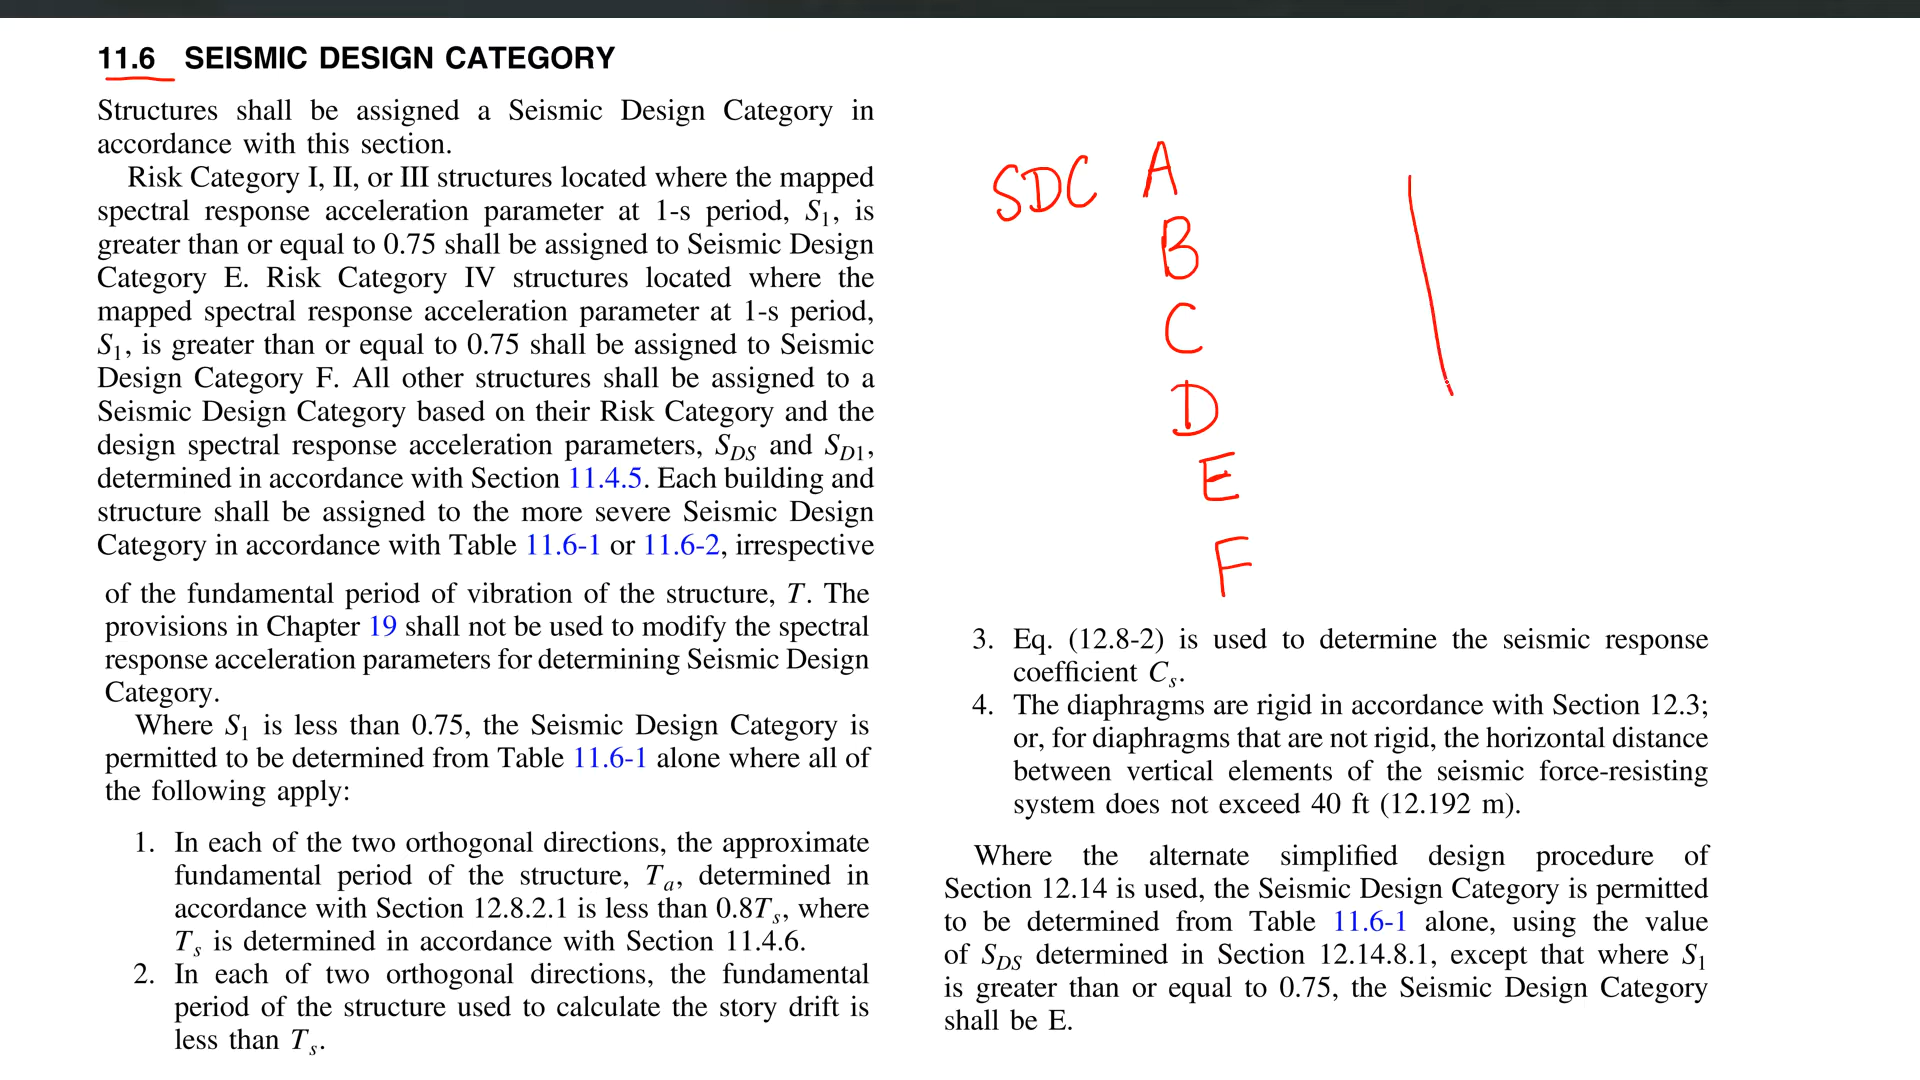 11.6 SEISMIC DESIGN CATEGORY
Structures shall be assigned a Seismic Design Category in
accordance with this section.
Risk Category I, II, or III structures located where the mapped
spectral response acceleration parameter at 1-s period, S₁, is
greater than or equal to 0.75 shall be assigned to Seismic Design
Category E. Risk Category IV structures located where the
mapped spectral response acceleration parameter at 1-s period,
S₁, is greater than or equal to 0.75 shall be assigned to Seismic
Design Category F. All other structures shall be assigned to a
Seismic Design Category based on their Risk Category and the
design spectral response acceleration parameters, S_DS and S_D1,
determined in accordance with Section 11.4.5. Each building and
structure shall be assigned to the more severe Seismic Design
Category in accordance with Table 11.6-1 or 11.6-2, irrespective
of the fundamental period of vibration of the structure, T. The
provisions in Chapter 19 shall not be used to modify the spectral
response acceleration parameters for determining Seismic Design
Category.
Where S₁ is less than 0.75, the Seismic Design Category is
permitted to be determined from Table 11.6-1 alone where all of
the following apply:
1. In each of the two orthogonal directions, the approximate
fundamental period of the structure, Tₐ, determined in
accordance with Section 12.8.2.1 is less than 0.8Tₛ, where
Tₛ is determined in accordance with Section 11.4.6.
2. In each of two orthogonal directions, the fundamental
period of the structure used to calculate the story drift is
less than Tₛ.
SDC A
B
C
D
E
F
3. Eq. (12.8-2) is used to determine the seismic response
coefficient Cₛ.
4. The diaphragms are rigid in accordance with Section 12.3;
or, for diaphragms that are not rigid, the horizontal distance
between vertical elements of the seismic force-resisting
system does not exceed 40 ft (12.192 m).
Where the alternate simplified design procedure of
Section 12.14 is used, the Seismic Design Category is permitted
to be determined from Table 11.6-1 alone, using the value
of S_DS determined in Section 12.14.8.1, except that where S₁
is greater than or equal to 0.75, the Seismic Design Category
shall be E.